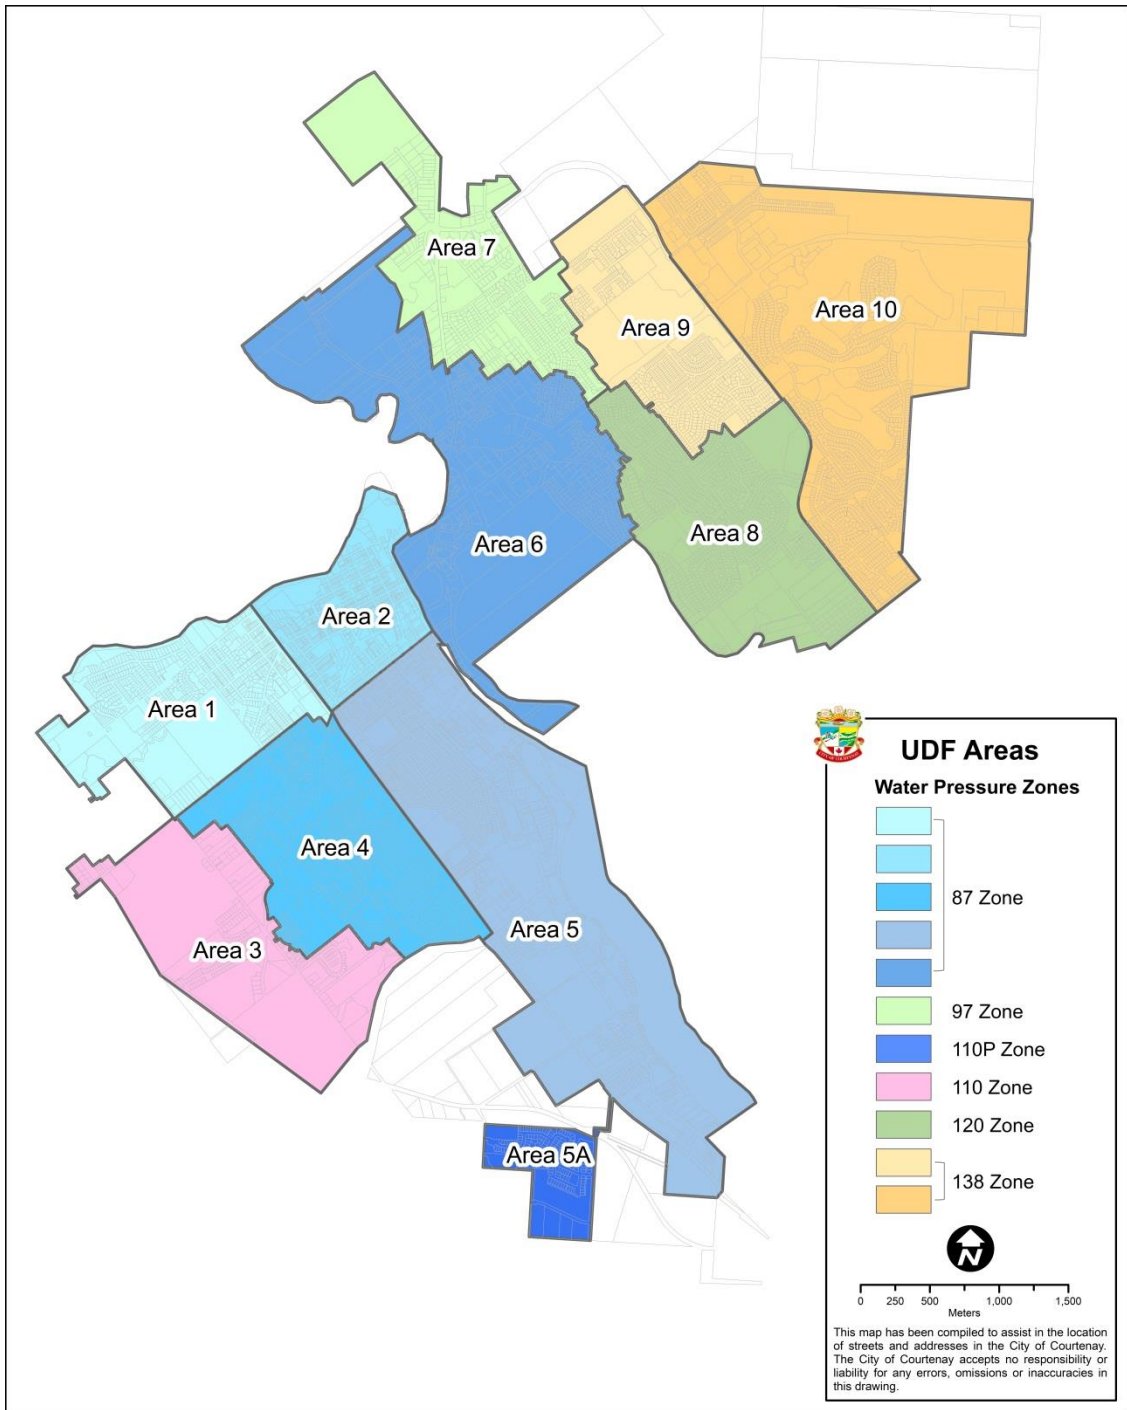 Area 7
Area 10
Area 9
Area 8
Area 6
Area 2
Area 1
Area 4
Area 5
Area 3
Area 5A
UDF Areas
Water Pressure Zones
87 Zone
97 Zone
110P Zone
110 Zone
120 Zone
138 Zone
N
0 250 500 1,000 1,500
Meters
This map has been compiled to assist in the location
of streets and addresses in the City of Courtenay.
The City of Courtenay accepts no responsibility or
liability for any errors, omissions or inaccuracies in
this drawing.